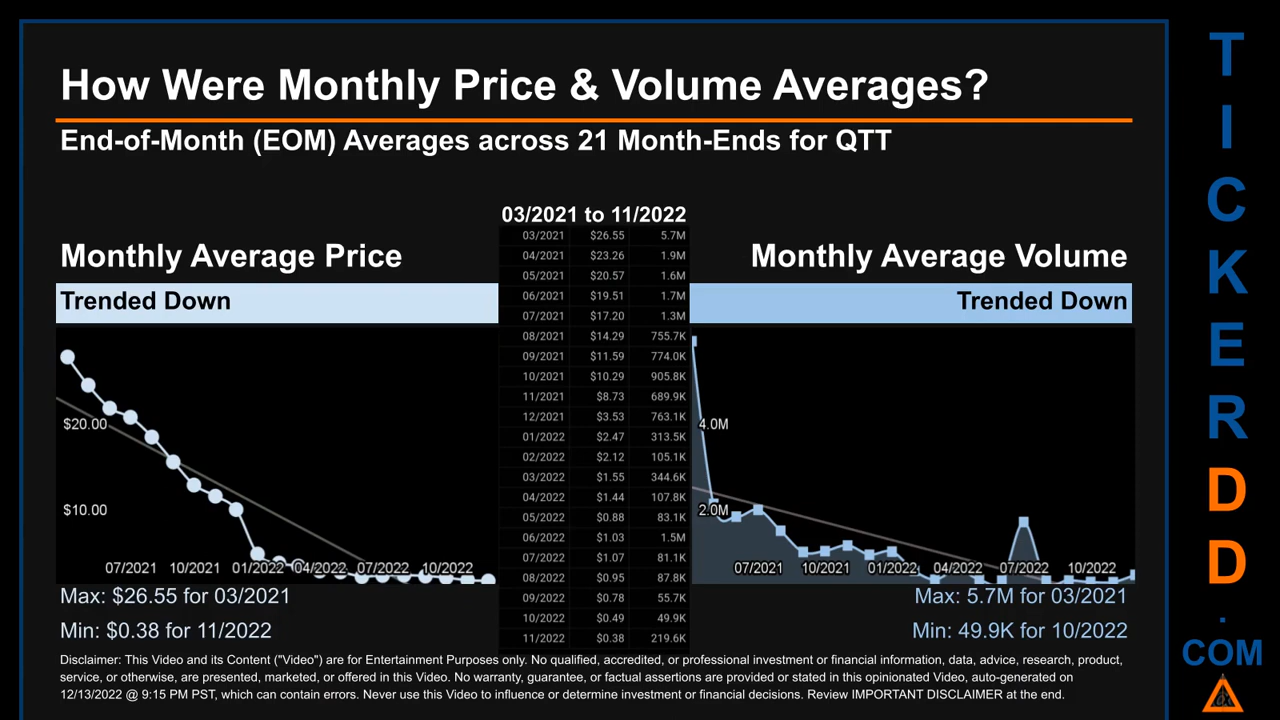 How Were Monthly Price & Volume Averages?
End-of-Month (EOM) Averages across 21 Month-Ends for QTT
03/2021 to 11/2022
Monthly Average Price
Trended Down
$20.00
$10.00
07/2021 10/2021 01/2022 04/2022 07/2022 10/2022
Max: $26.55 for 03/2021
Min: $0.38 for 11/2022
03/2021 $26.55 5.7M
04/2021 $23.26 1.9M
05/2021 $20.57 1.6M
06/2021 $19.51 1.7M
07/2021 $17.20 1.3M
08/2021 $14.29 755.7K
09/2021 $11.59 774.0K
10/2021 $10.29 905.8K
11/2021 $8.73 689.9K
12/2021 $3.53 763.1K
01/2022 $2.47 313.5K
02/2022 $2.12 105.1K
03/2022 $1.55 344.6K
04/2022 $1.44 107.8K
05/2022 $0.88 83.1K
06/2022 $1.03 1.5M
07/2022 $1.07 81.1K
08/2022 $0.95 87.8K
09/2022 $0.78 55.7K
10/2022 $0.49 49.9K
11/2022 $0.38 219.6K
Monthly Average Volume
Trended Down
4.0M
2.0M
07/2021 10/2021 01/2022 04/2022 07/2022 10/2022
Max: 5.7M for 03/2021
Min: 49.9K for 10/2022
Disclaimer: This Video and its Content ("Video") are for Entertainment Purposes only. No qualified, accredited, or professional investment or financial information, data, advice, research, product,
service, or otherwise, are presented, marketed, or offered in this Video. No warranty, guarantee, or factual assertions are provided or stated in this opinionated Video, auto-generated on
12/13/2022 @ 9:15 PM PST, which can contain errors. Never use this Video to influence or determine investment or financial decisions. Review IMPORTANT DISCLAIMER at the end.
T
I
C
K
E
R
D
D
.
COM